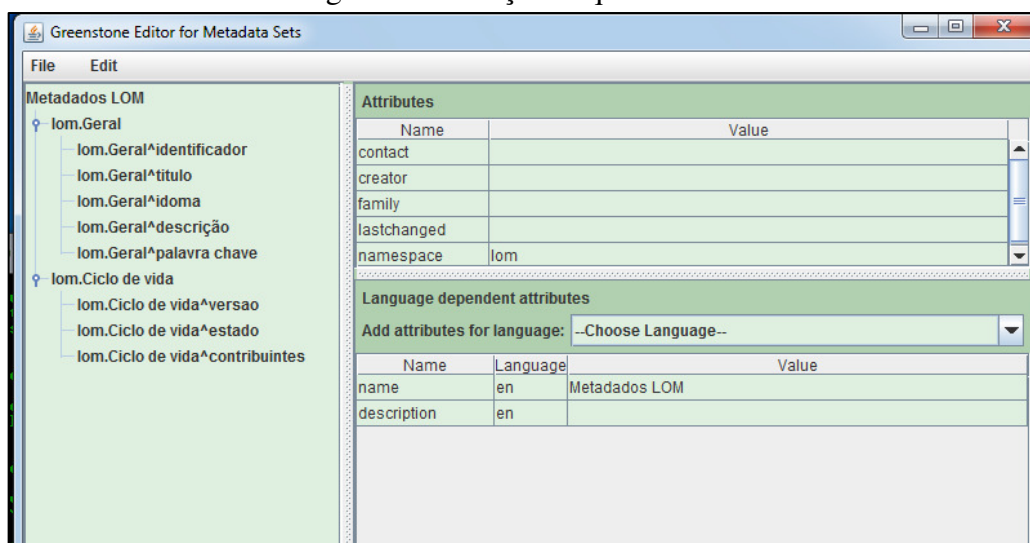 Greenstone Editor for Metadata Sets
File Edit
Metadados LOM
lom.Geral
lom.Geral^identificador
lom.Geral^titulo
lom.Geral^idoma
lom.Geral^descrição
lom.Geral^palavra chave
lom.Ciclo de vida
lom.Ciclo de vida^versao
lom.Ciclo de vida^estado
lom.Ciclo de vida^contribuintes
Attributes
Name Value
contact
creator
family
lastchanged
namespace lom
Language dependent attributes
Add attributes for language: --Choose Language--
Name Language Value
name en Metadados LOM
description en